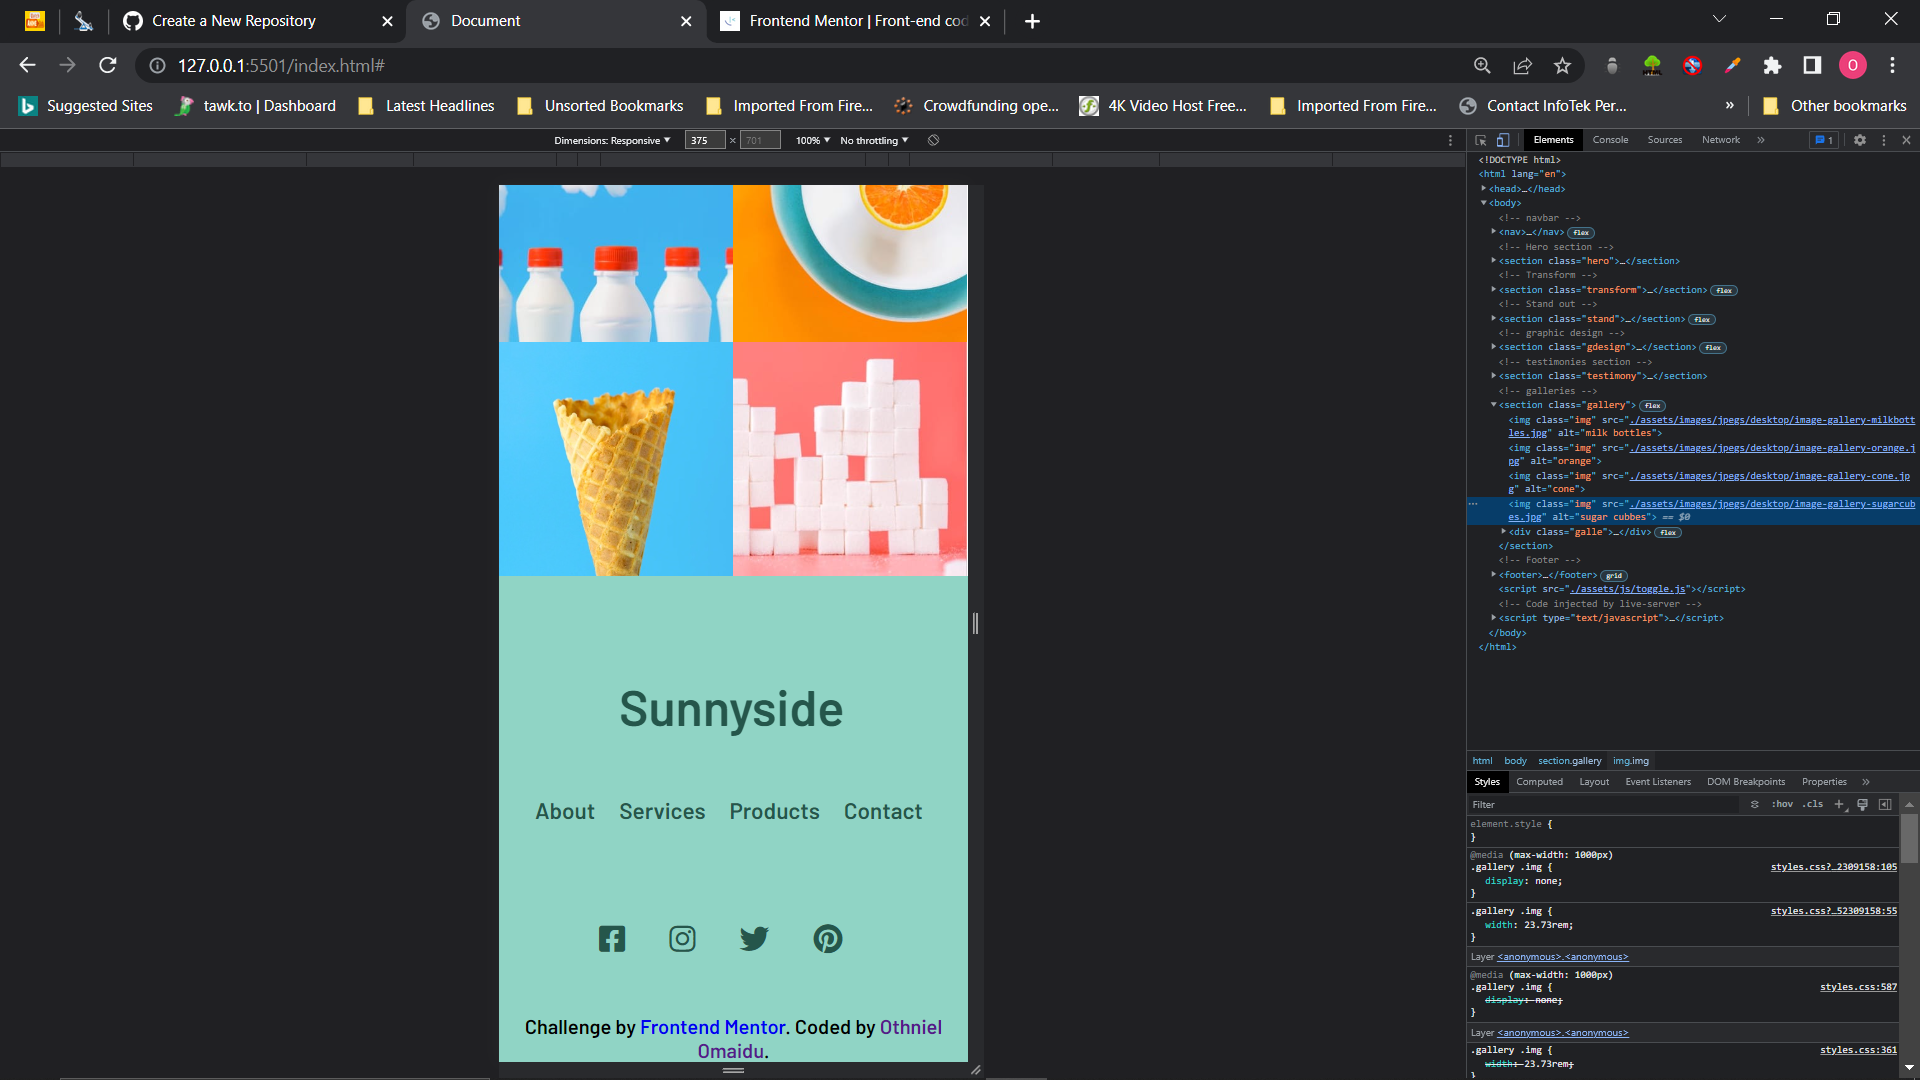 Create a New Repository
Document
Frontend Mentor | Front-end cod
127.0.0.1:5501/index.html#
O
Suggested Sites
tawk.to | Dashboard
Latest Headlines
Unsorted Bookmarks
Imported From Fire...
Crowdfunding ope...
4K Video Host Free...
Imported From Fire...
Contact InfoTek Per...
»
Other bookmarks
Dimensions: Responsive
375
×
701
100%
No throttling
Elements
Console
Sources
Network
»
1
<!DOCTYPE html>
<html lang="en">
<head>…</head>
<body>
<!-- navbar -->
<nav>…</nav> flex
<!-- Hero section -->
<section class="hero">…</section>
<!-- Transform -->
<section class="transform">…</section> flex
<!-- Stand out -->
<section class="stand">…</section> flex
<!-- graphic design -->
<section class="gdesign">…</section> flex
<!-- testimonies section -->
<section class="testimony">…</section>
<!-- galleries -->
<section class="gallery"> flex
<img class="img" src="./assets/images/jpegs/desktop/image-gallery-milkbott
les.jpg" alt="milk bottles">
<img class="img" src="./assets/images/jpegs/desktop/image-gallery-orange.j
pg" alt="orange">
<img class="img" src="./assets/images/jpegs/desktop/image-gallery-cone.jp
g" alt="cone">
<img class="img" src="./assets/images/jpegs/desktop/image-gallery-sugarcub
es.jpg" alt="sugar cubbes"> == $0
<div class="galle">…</div> flex
</section>
<!-- Footer -->
<footer>…</footer> grid
<script src="./assets/js/toggle.js"></script>
<!-- Code injected by live-server -->
<script type="text/javascript">…</script>
</body>
</html>
html body section.gallery img.img
Styles Computed Layout Event Listeners DOM Breakpoints Properties »
Filter
:hov .cls +
element.style {
}
@media (max-width: 1000px)
.gallery .img {
styles.css?…2309158:105
display: none;
}
.gallery .img {
styles.css?…52309158:55
width: 23.73rem;
}
Layer <anonymous>.<anonymous>
@media (max-width: 1000px)
.gallery .img {
styles.css:587
display: none;
}
Layer <anonymous>.<anonymous>
.gallery .img {
styles.css:361
width: 23.73rem;
}
Sunnyside
About Services Products Contact
Challenge by Frontend Mentor. Coded by Othniel
Omaidu.